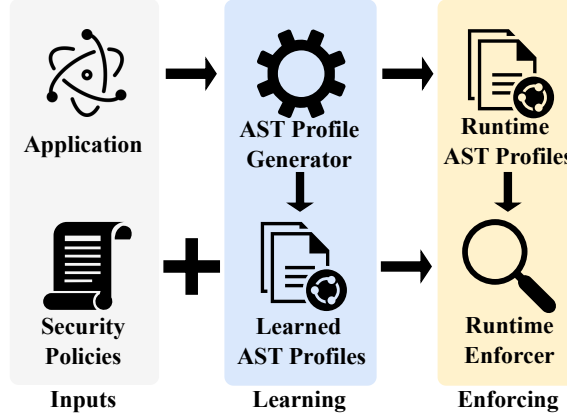 Application
AST Profile
Generator
Runtime
AST Profiles
Security
Policies
Learned
AST Profiles
Runtime
Enforcer
Inputs
Learning
Enforcing